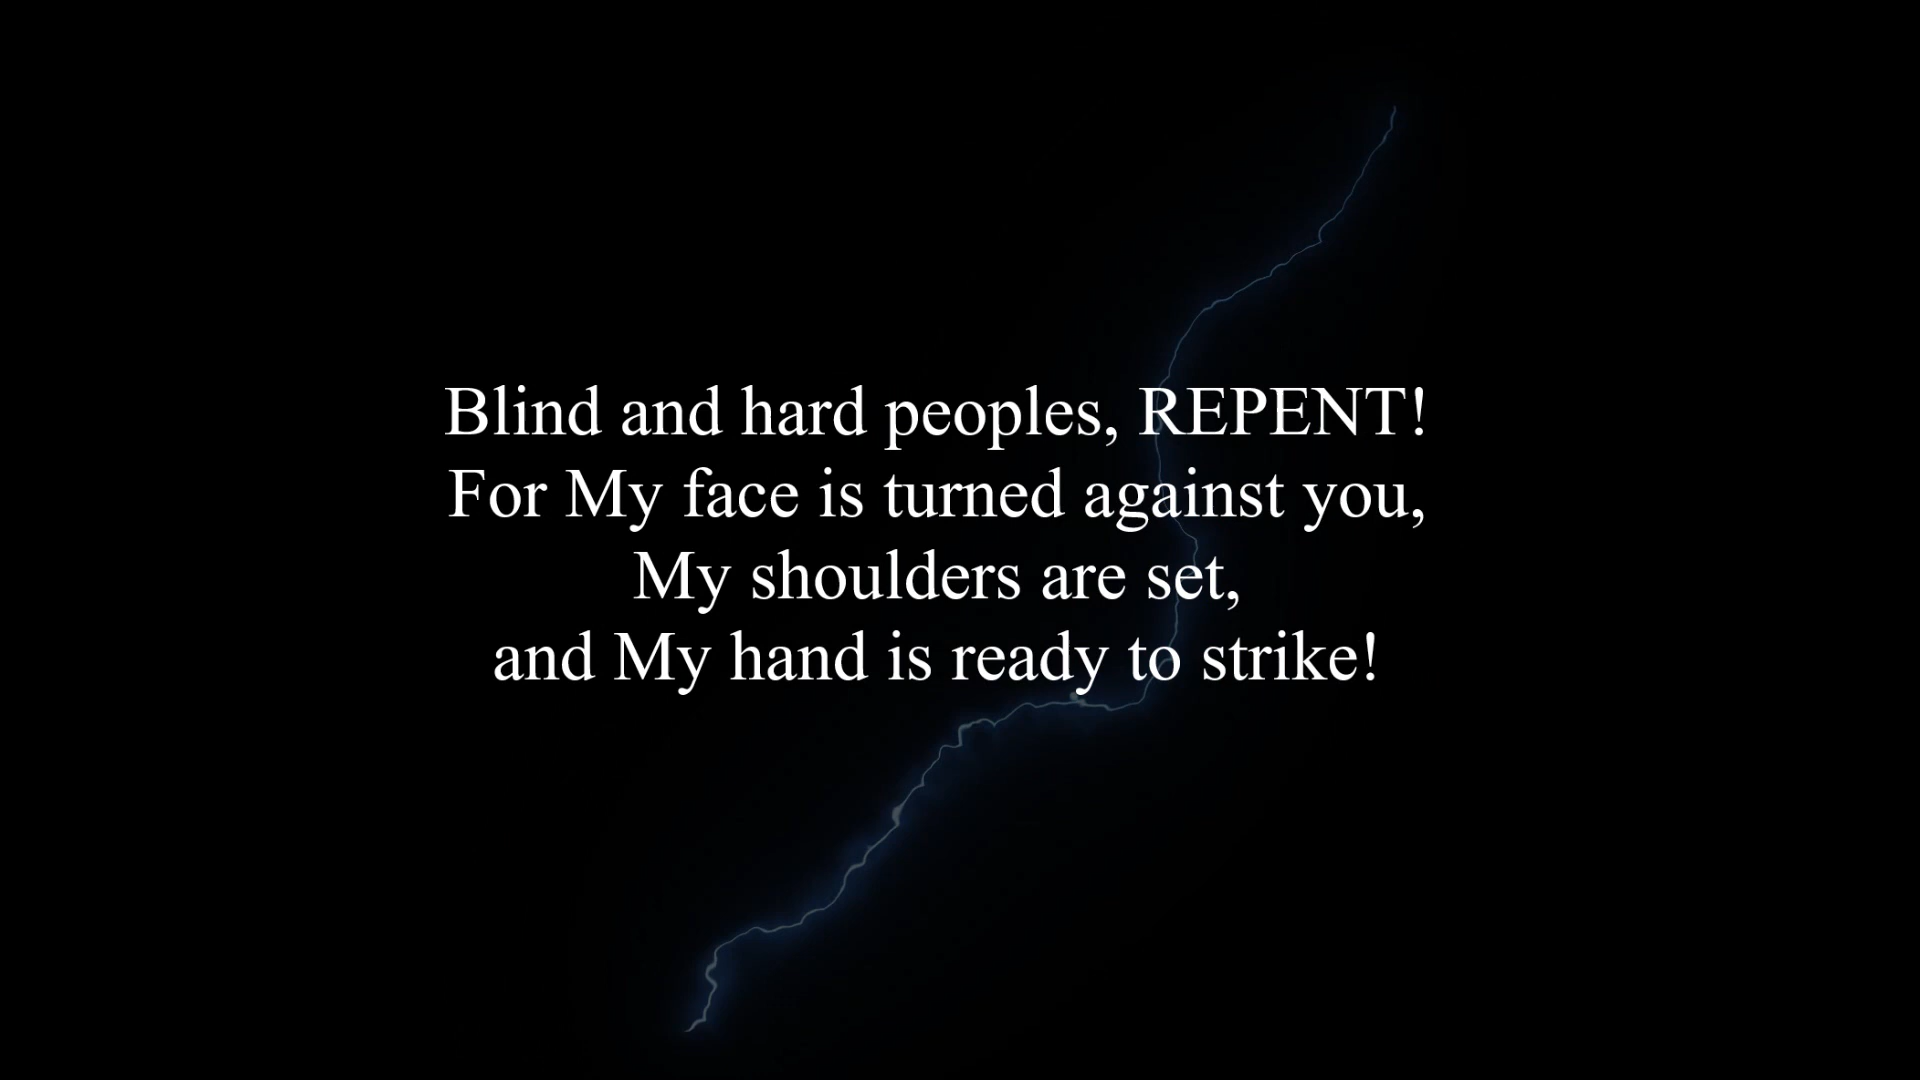 Blind and hard peoples, REPENT!
For My face is turned against you,
My shoulders are set,
and My hand is ready to strike!